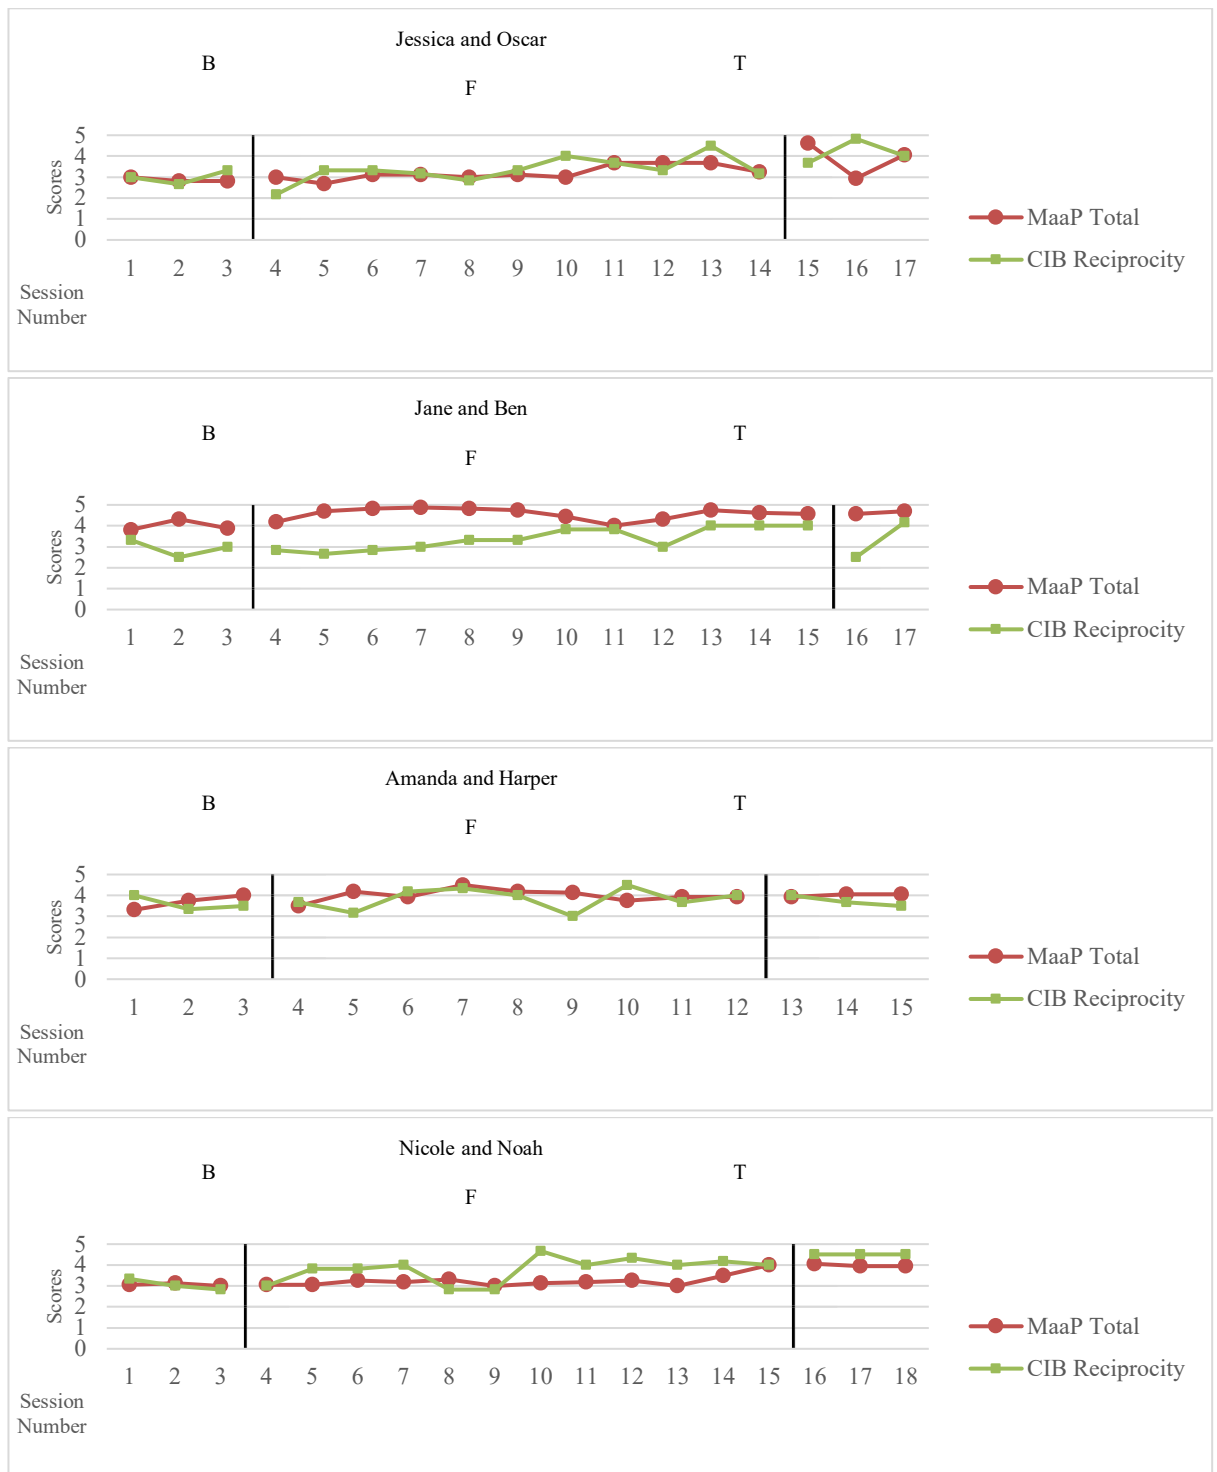 Jessica and Oscar
B
T
F
5
4
3
2
1
0
Scores
1 2 3 4 5 6 7 8 9 10 11 12 13 14 15 16 17
Session
Number
MaaP Total
CIB Reciprocity
Jane and Ben
B
T
F
5
4
3
2
1
0
Scores
1 2 3 4 5 6 7 8 9 10 11 12 13 14 15 16 17
Session
Number
MaaP Total
CIB Reciprocity
Amanda and Harper
B
T
F
5
4
3
2
1
0
Scores
1 2 3 4 5 6 7 8 9 10 11 12 13 14 15
Session
Number
MaaP Total
CIB Reciprocity
Nicole and Noah
B
T
F
5
4
3
2
1
0
Scores
1 2 3 4 5 6 7 8 9 10 11 12 13 14 15 16 17 18
Session
Number
MaaP Total
CIB Reciprocity